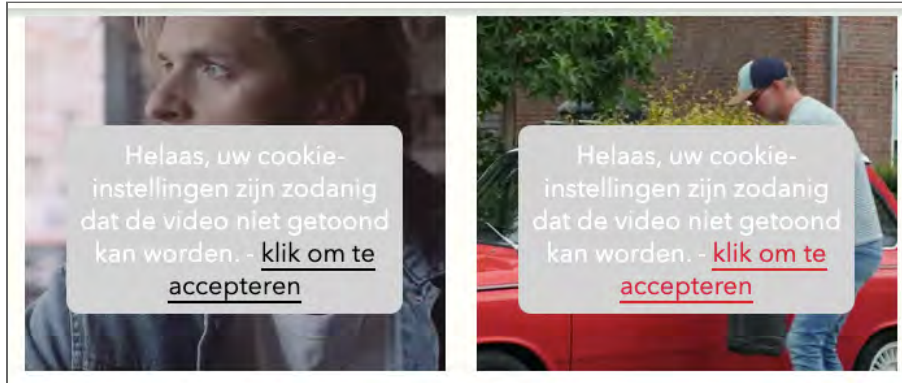 Helaas, uw cookie-
instellingen zijn zodanig
dat de video niet getoond
kan worden. - klik om te
accepteren
Helaas, uw cookie-
instellingen zijn zodanig
dat de video niet getoond
kan worden. - klik om te
accepteren